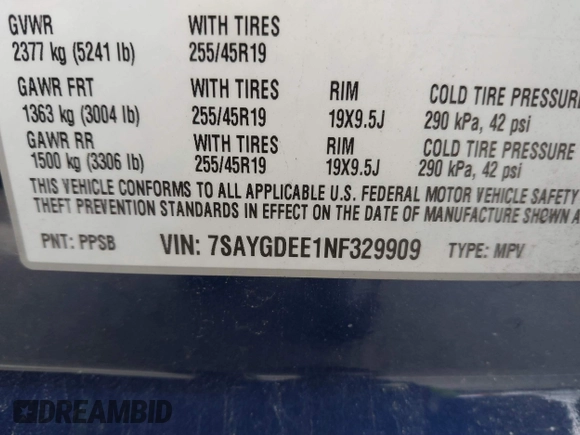 GVWR WITH TIRES
2377 kg (5241 lb) 255/45R19
GAWR FRT WITH TIRES RIM COLD TIRE PRESSURE
1363 kg (3004 lb) 255/45R19 19X9.5J 290 kPa, 42 psi
GAWR RR WITH TIRES RIM COLD TIRE PRESSURE
1500 kg (3306 lb) 255/45R19 19X9.5J 290 kPa, 42 psi
THIS VEHICLE CONFORMS TO ALL APPLICABLE U.S. FEDERAL MOTOR VEHICLE SAFETY
THEFT PREVENTION STANDARDS IN EFFECT ON THE DATE OF MANUFACTURE SHOWN A
PNT: PPSB VIN: 7SAYGDEE1NF329909 TYPE: MPV
DREAMBID